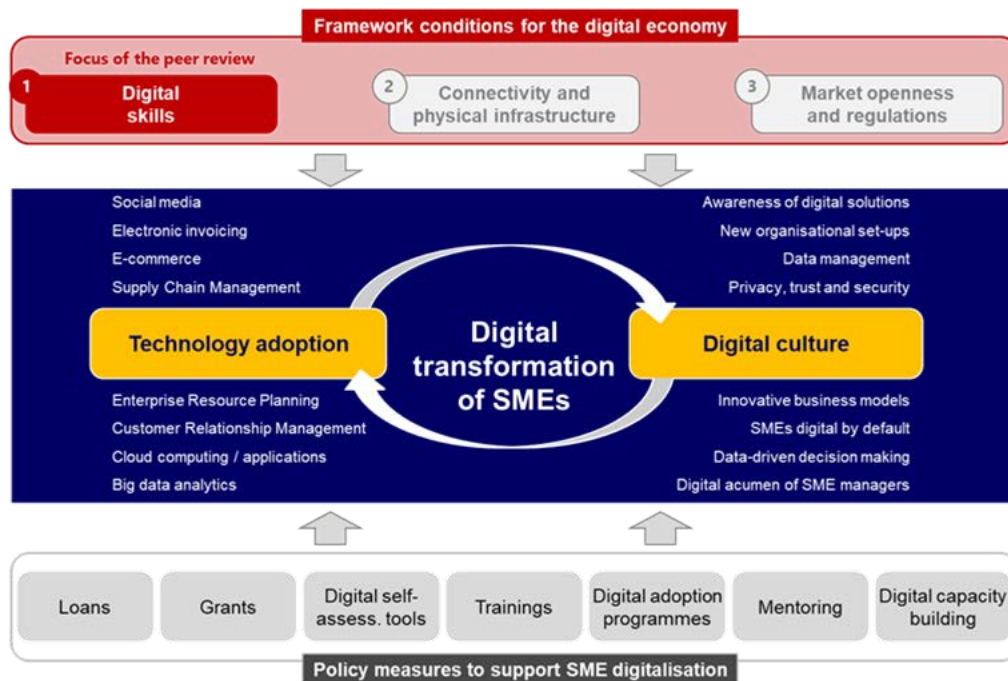 Framework conditions for the digital economy
Focus of the peer review
1
Digital
skills
2
Connectivity and
physical infrastructure
3
Market openness
and regulations
Social media
Electronic invoicing
E-commerce
Supply Chain Management
Technology adoption
Enterprise Resource Planning
Customer Relationship Management
Cloud computing / applications
Big data analytics
Digital
transformation
of SMEs
Awareness of digital solutions
New organisational set-ups
Data management
Privacy, trust and security
Digital culture
Innovative business models
SMEs digital by default
Data-driven decision making
Digital acumen of SME managers
Loans
Grants
Digital self-
assess. tools
Trainings
Digital adoption
programmes
Mentoring
Digital capacity
building
Policy measures to support SME digitalisation